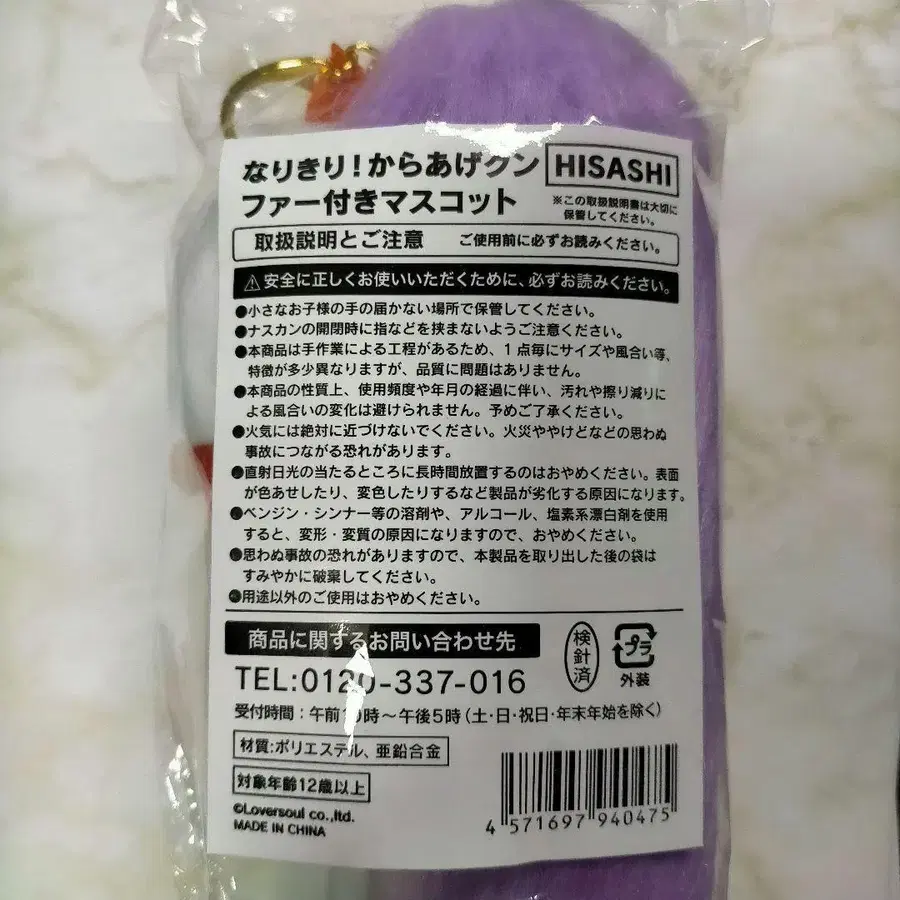 なりきり!からあげクン
HISASHI
ファー付きマスコット
※この取扱説明書は大切に
保管してください。
取扱説明とご注意 ご使用前に必ずお読みください。
⚠安全に正しくお使いいただくために、必ずお読みください。
●小さなお子様の手の届かない場所で保管してください。
●ナスカンの開閉時に指などを挟まないようご注意ください。
●本商品は手作業による工程があるため、1点毎にサイズや風合い等、
特徴が多少異なりますが、品質に問題はありません。
●本商品の性質上、使用頻度や年月の経過に伴い、汚れや擦り減りに
よる風合いの変化は避けられません。予めご了承ください。
●火気には絶対に近づけないでください。火災ややけどなどの思わぬ
事故につながる恐れがあります。
●直射日光の当たるところに長時間放置するのはおやめください。表面
が色あせしたり、変色したりするなど製品が劣化する原因になります。
●ベンジン・シンナー等の溶剤や、アルコール、塩素系漂白剤を使用
すると、変形・変質の原因になりますので、おやめください。
●思わぬ事故の恐れがありますので、本製品を取り出した後の袋は
すみやかに破棄してください。
●用途以外のご使用はおやめください。
商品に関するお問い合わせ先
TEL:0120-337-016
受付時間:午前10時〜午後5時(土・日・祝日・年末年始を除く)
検針済
プラ
外装
材質:ポリエステル、亜鉛合金
対象年齢12歳以上
©Loversoul co.,ltd.
MADE IN CHINA
4 571697 940475